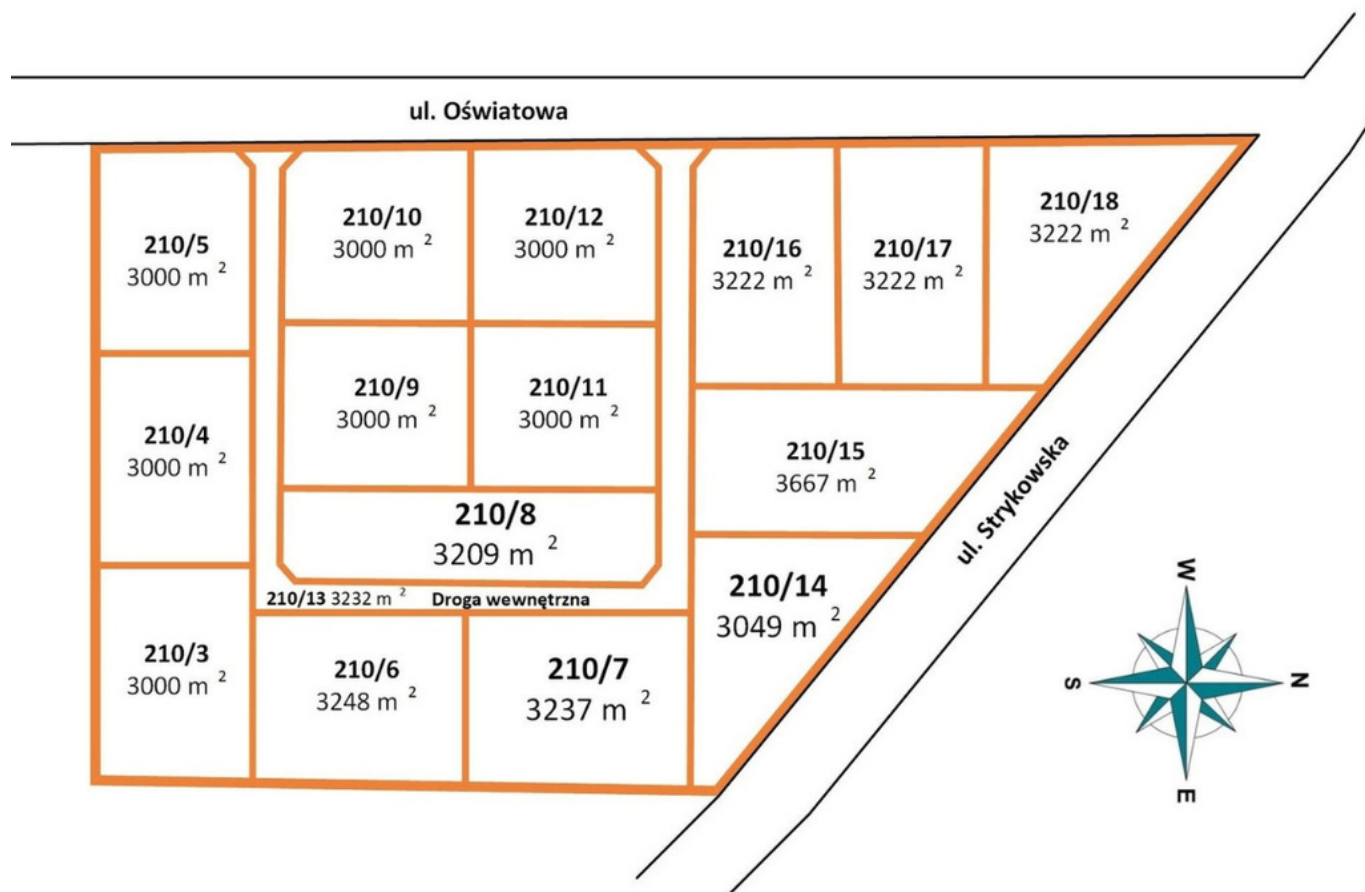 ul. Oświatowa
210/5
3000 m ²
210/10
3000 m ²
210/12
3000 m ²
210/16
3222 m ²
210/17
3222 m ²
210/18
3222 m ²
210/4
3000 m ²
210/9
3000 m ²
210/11
3000 m ²
210/15
3667 m ²
210/8
3209 m ²
ul. Strykowska
210/13 3232 m ² Droga wewnętrzna
210/14
3049 m ²
210/3
3000 m ²
210/6
3248 m ²
210/7
3237 m ²
W
S
N
E